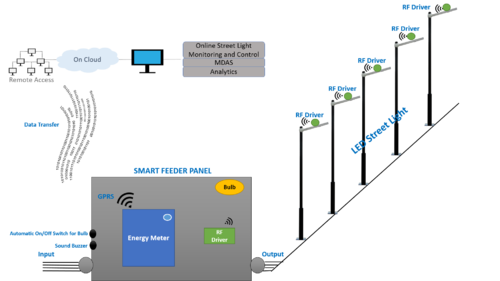 RF Driver
RF Driver
RF Driver
RF Driver
RF Driver
LED Street Light
On Cloud
Remote Access
Online Street Light
Monitoring and Control
MDAS
Analytics
Data Transfer
SMART FEEDER PANEL
Bulb
GPRS
Energy Meter
RF
Driver
Automatic On/Off Switch for Bulb
Sound Buzzer
Input
Output